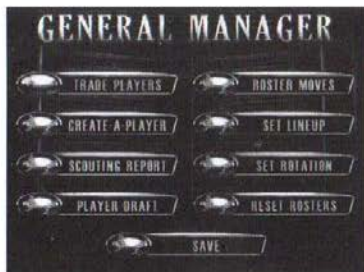 GENERAL MANAGER
TRADE PLAYERS
ROSTER MOVES
CREATE-A-PLAYER
SET LINEUP
SCOUTING REPORT
SET ROTATION
PLAYER DRAFT
RESET ROSTERS
SAVE